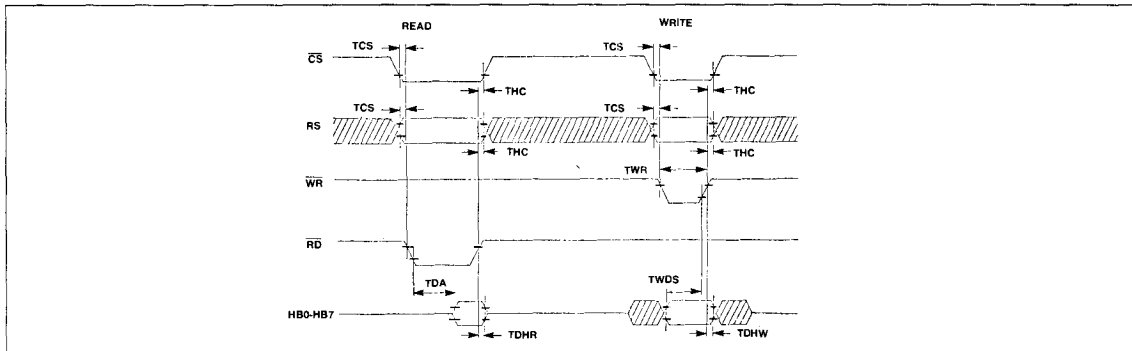 READ WRITE
TCS TCS
CS
THC THC
TCS TCS
RS
THC THC
TWR
WR
RD
TDA TWDS
HB0-HB7
TDHR TDHW